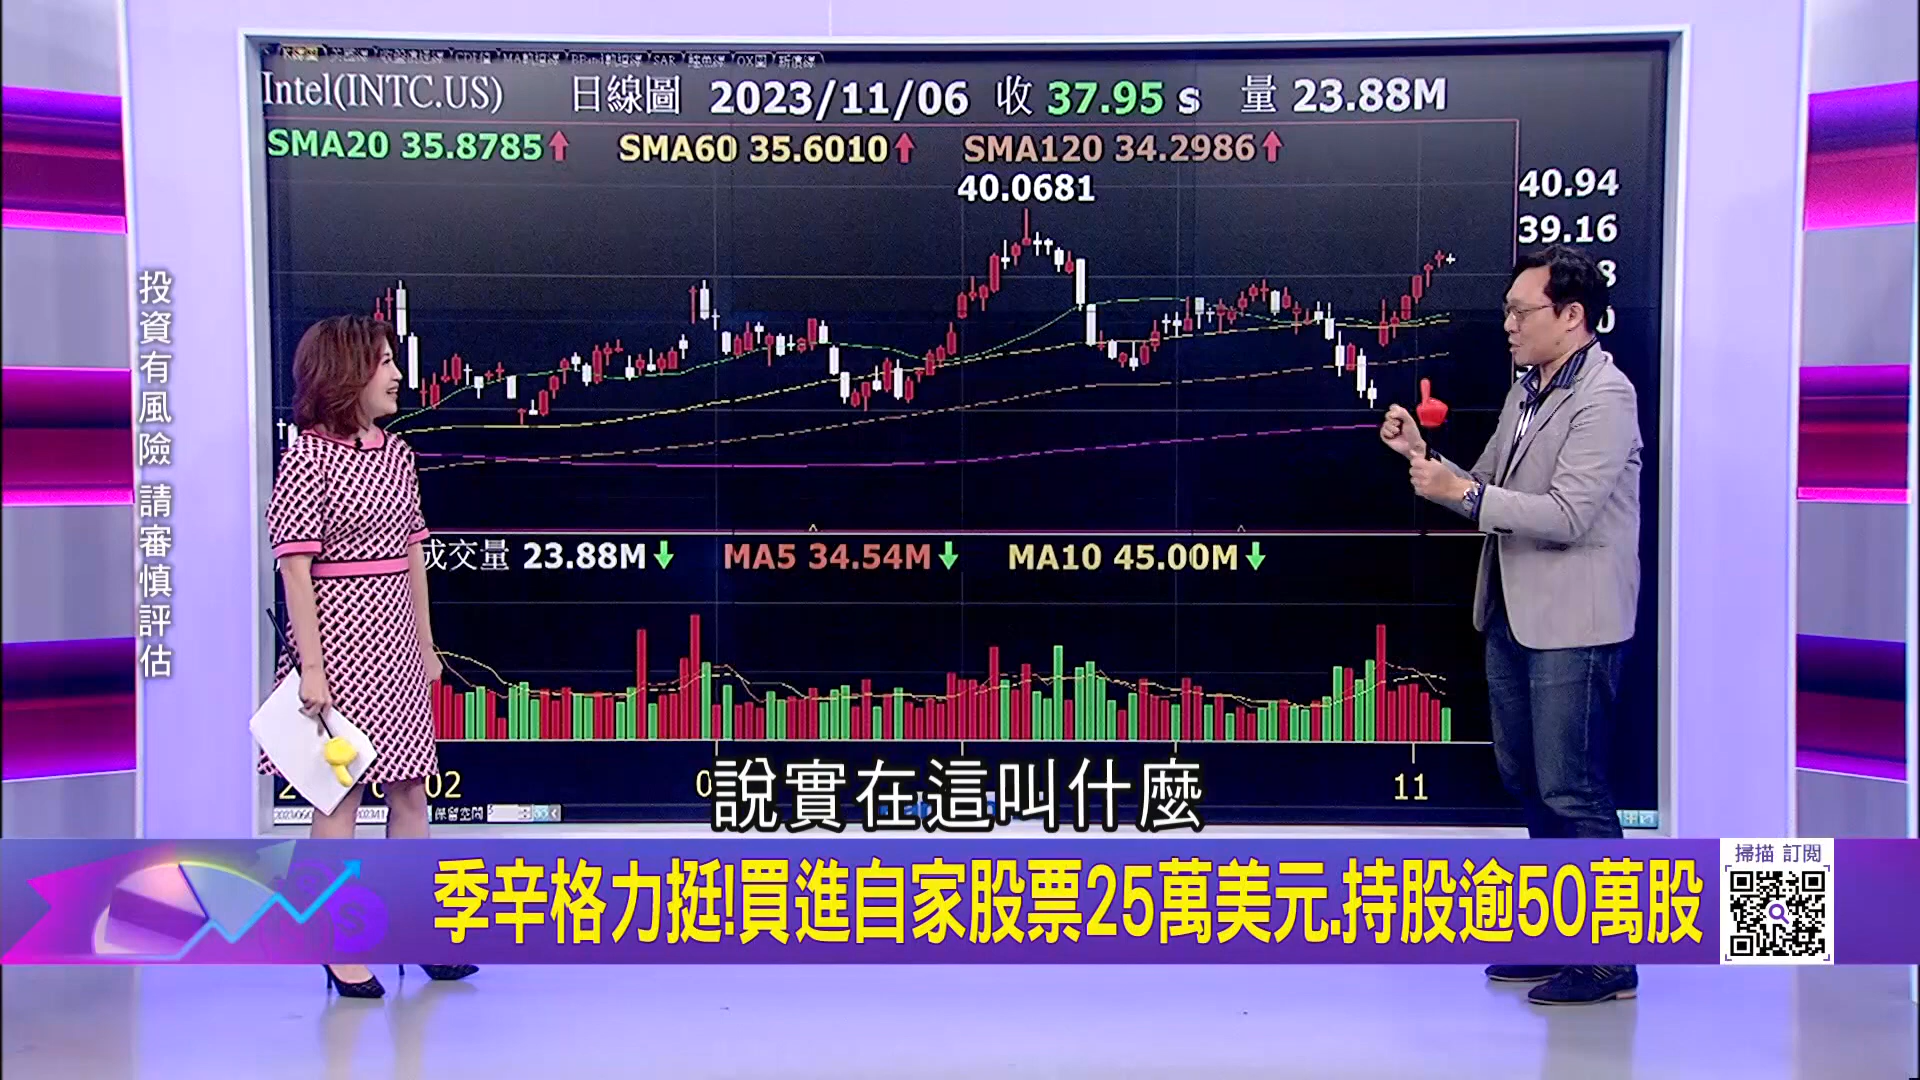 Intel(INTC.US) 日線圖 2023/11/06 收 37.95 s 量 23.88M
SMA20 35.8785 SMA60 35.6010 SMA120 34.2986
40.0681
40.94
39.16
投資有風險 請審慎評估
成交量 23.88M MA5 34.54M MA10 45.00M
02
11
保留空間
說實在這叫什麼
季辛格力挺!買進自家股票25萬美元.持股逾50萬股
掃描 訂閱